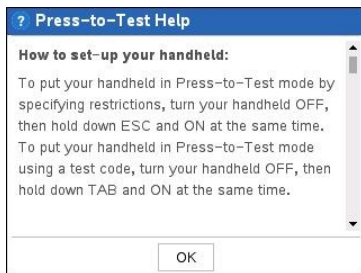 Press-to-Test Help
How to set-up your handheld:
To put your handheld in Press-to-Test mode by
specifying restrictions, turn your handheld OFF,
then hold down ESC and ON at the same time.
To put your handheld in Press-to-Test mode
using a test code, turn your handheld OFF, then
hold down TAB and ON at the same time.
OK